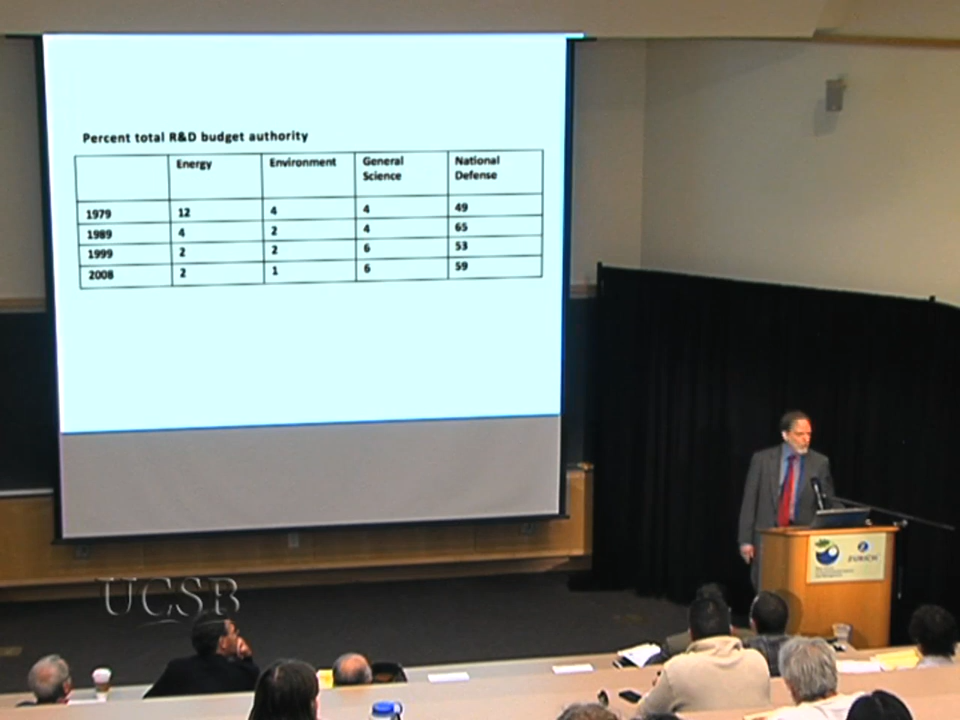 Percent total R&D budget authority
Energy Environment General Science National Defense
1979 12 4 4 49
1989 4 2 4 65
1999 2 2 6 53
2008 2 1 6 59
ZURICH
UCSB